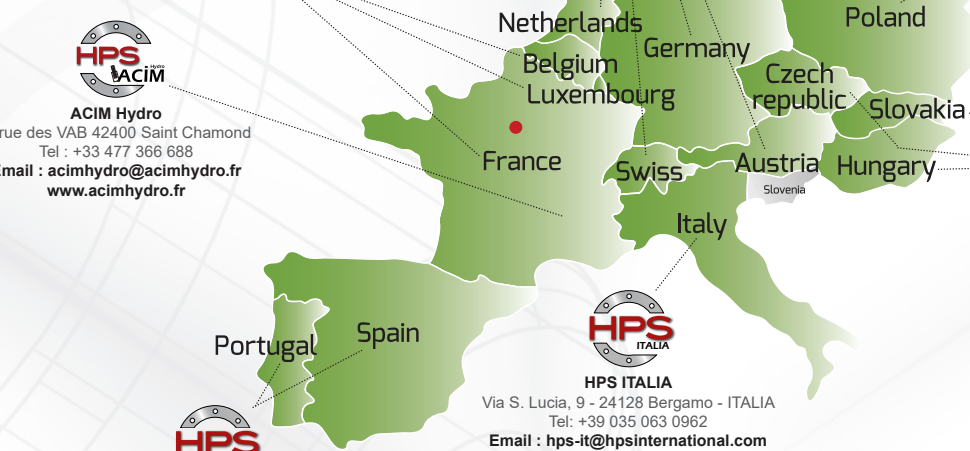 Netherlands
Poland
Germany
Belgium
Czech
republic
Luxembourg
Slovakia
HPS
Hydro
ACIM
ACIM Hydro
rue des VAB 42400 Saint Chamond
Tel : +33 477 366 688
Email : acimhydro@acimhydro.fr
www.acimhydro.fr
France
Swiss
Austria
Hungary
Slovenia
Italy
Portugal
Spain
HPS
ITALIA
HPS ITALIA
Via S. Lucia, 9 - 24128 Bergamo - ITALIA
Tel: +39 035 063 0962
Email : hps-it@hpsinternational.com
HPS